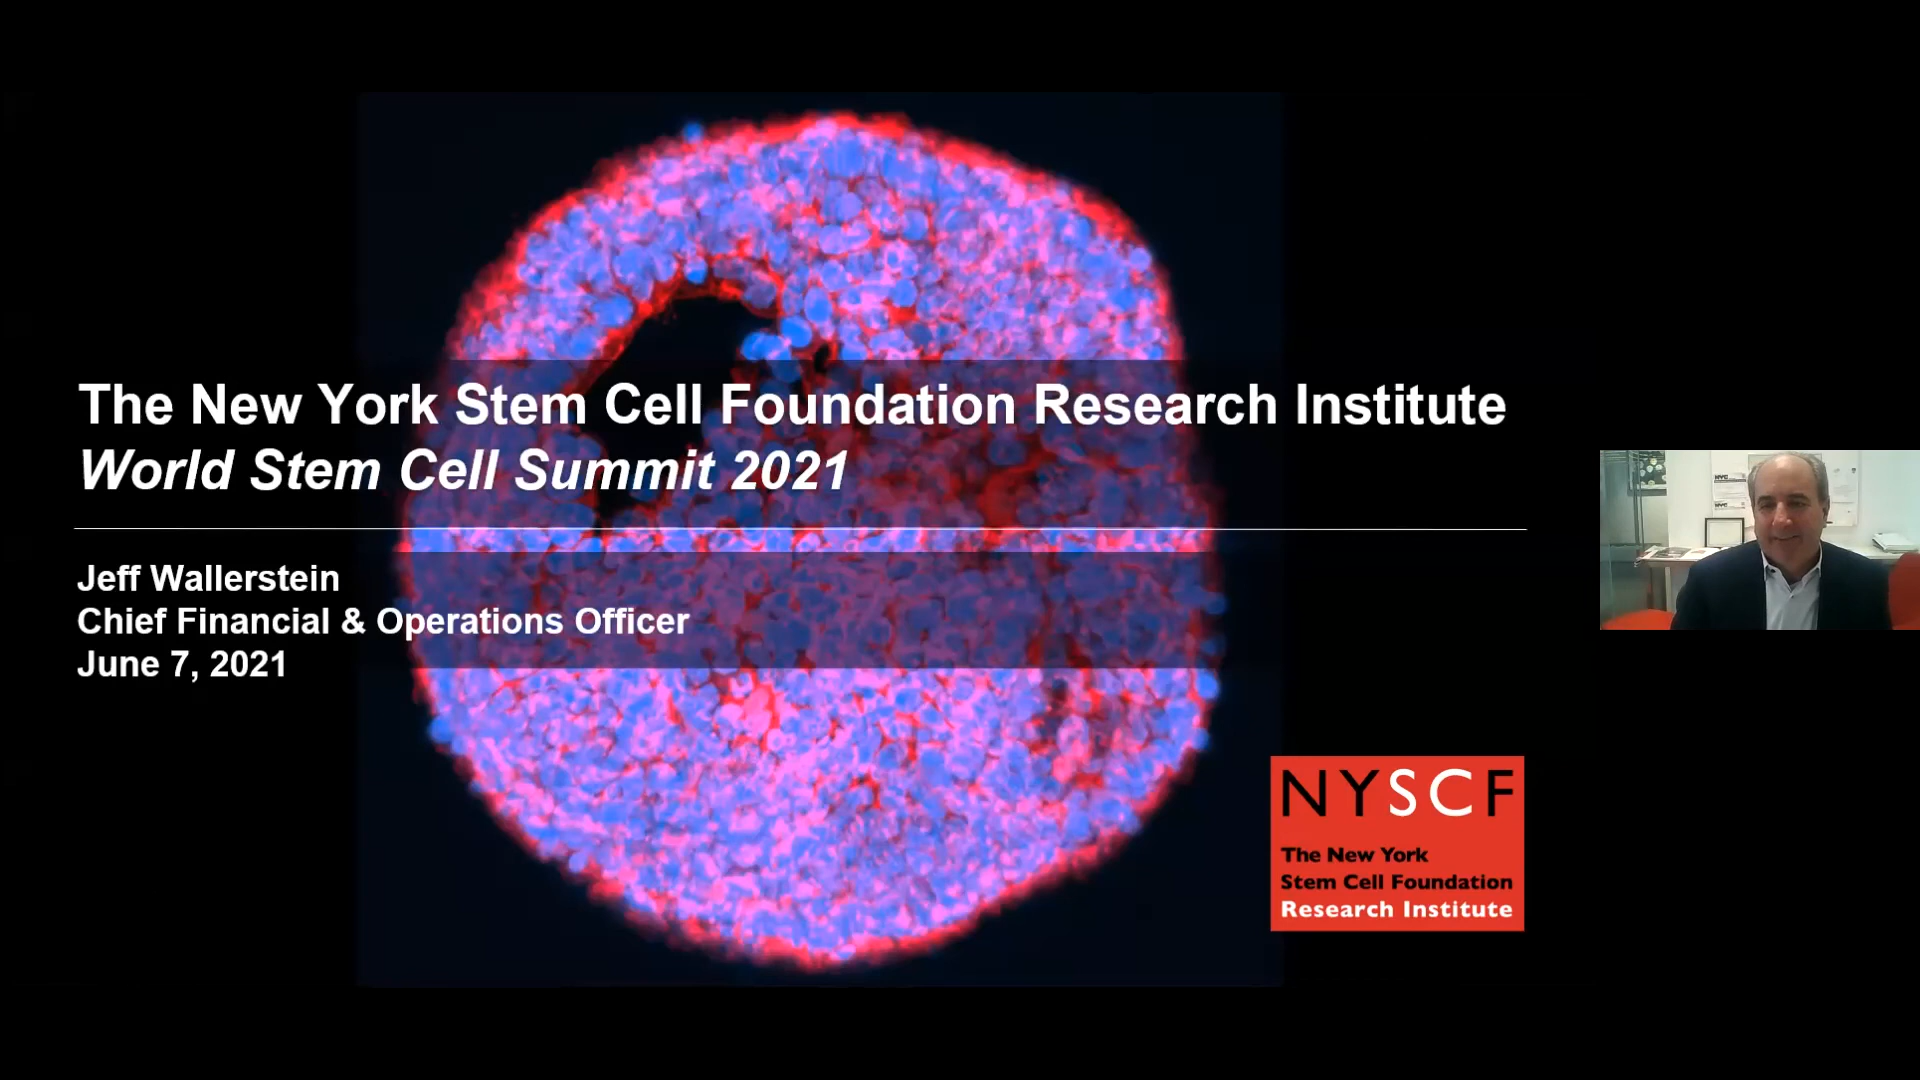 The New York Stem Cell Foundation Research Institute
World Stem Cell Summit 2021
Jeff Wallerstein
Chief Financial & Operations Officer
June 7, 2021
NYSCF
The New York
Stem Cell Foundation
Research Institute
NYC